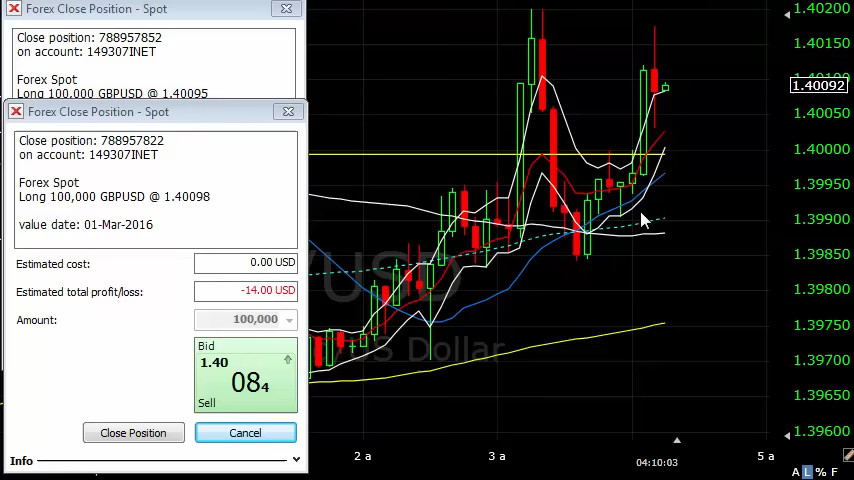 Forex Close Position - Spot
Close position: 788957852
on account: 149307INET
Forex Spot
Long 100,000 GBPUSD @ 1.40095
Forex Close Position - Spot
Close position: 788957822
on account: 149307INET
Forex Spot
Long 100,000 GBPUSD @ 1.40098
value date: 01-Mar-2016
Estimated cost: 0.00 USD
Estimated total profit/loss: -14.00 USD
Amount: 100,000
Bid
1.40
084
Sell
Close Position Cancel
Info
USD
US Dollar
1.40200
1.40150
1.40092
1.40050
1.40000
1.39950
1.39900
1.39850
1.39800
1.39750
1.39700
1.39650
1.39600
2 a 3 a 04:10:03 5 a
A L % F